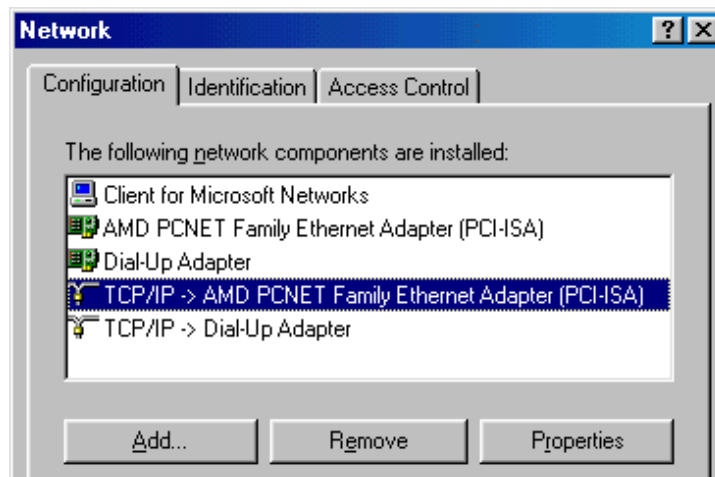 Network
Configuration Identification Access Control
The following network components are installed:
Client for Microsoft Networks
AMD PCNET Family Ethernet Adapter (PCI-ISA)
Dial-Up Adapter
TCP/IP -> AMD PCNET Family Ethernet Adapter (PCI-ISA)
TCP/IP -> Dial-Up Adapter
Add... Remove Properties